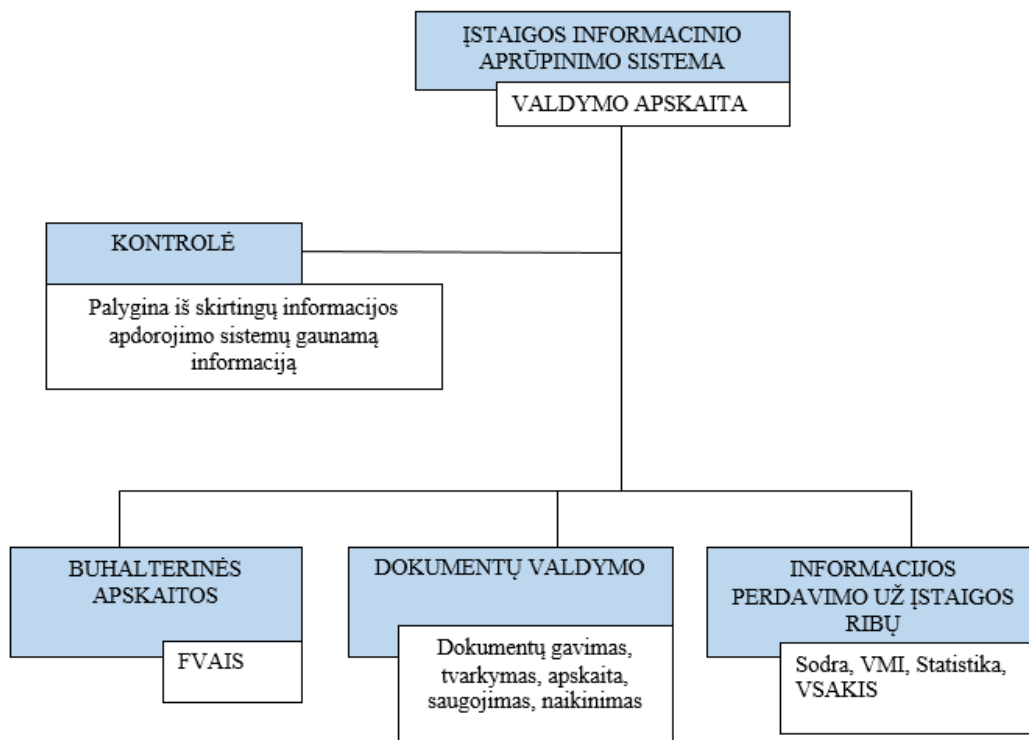 ĮSTAIGOS INFORMACINIO
APRŪPINIMO SISTEMA
VALDYMO APSKAITA
KONTROLĖ
Palygina iš skirtingų informacijos
apdorojimo sistemų gaunamą
informaciją
BUHALTERINĖS
APSKAITOS
FVAIS
DOKUMENTŲ VALDYMO
Dokumentų gavimas,
tvarkymas, apskaita,
saugojimas, naikinimas
INFORMACIJOS
PERDAVIMO UŽ ĮSTAIGOS
RIBŲ
Sodra, VMI, Statistika,
VSAKIS